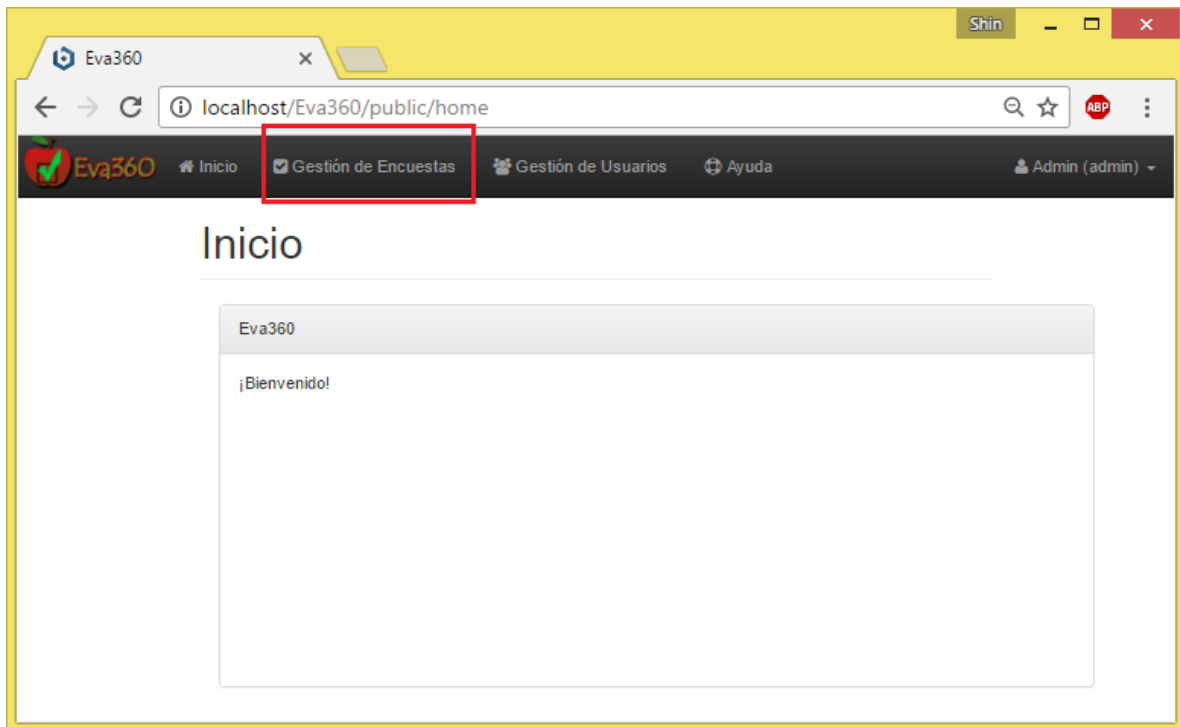 Shin
Eva360
localhost/Eva360/public/home
ABP
Eva360 Inicio Gestión de Encuestas Gestión de Usuarios Ayuda Admin (admin)
Inicio
Eva360
¡Bienvenido!